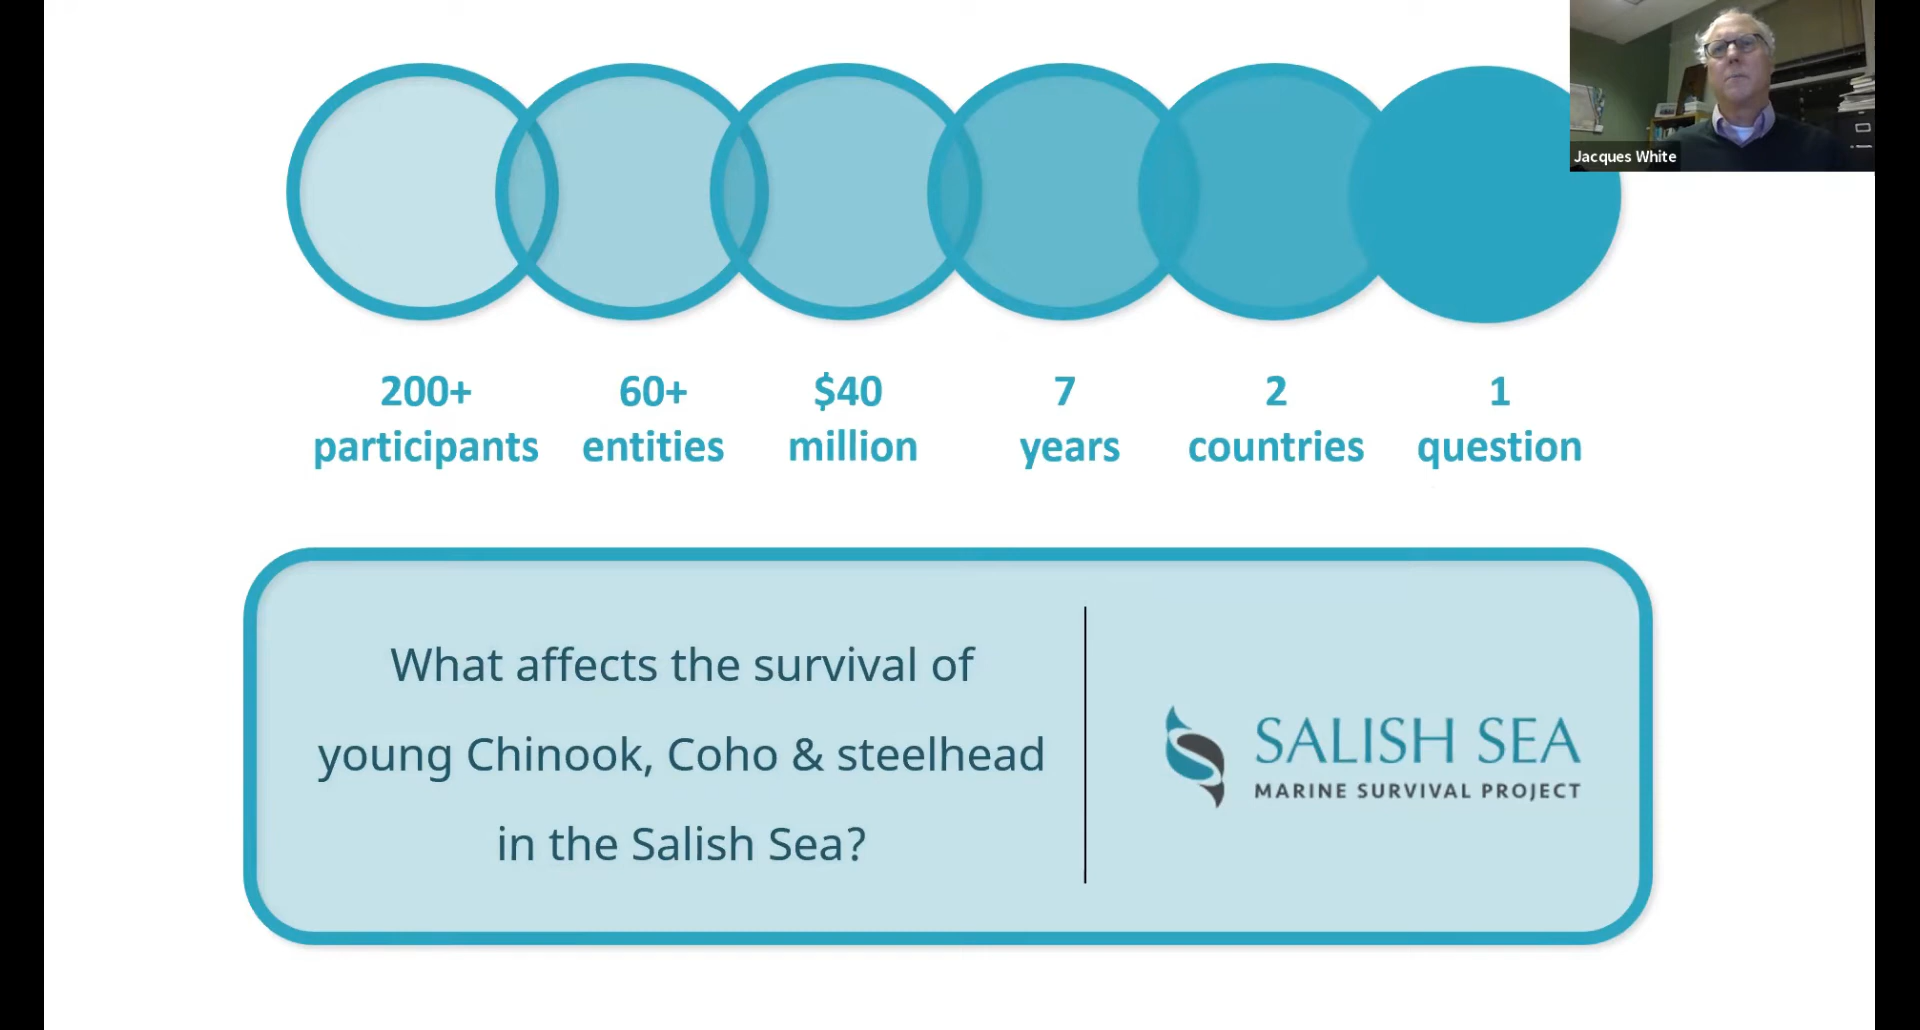 Jacques White
200+ participants
60+ entities
$40 million
7 years
2 countries
1 question
What affects the survival of
young Chinook, Coho & steelhead
in the Salish Sea?
SALISH SEA
MARINE SURVIVAL PROJECT